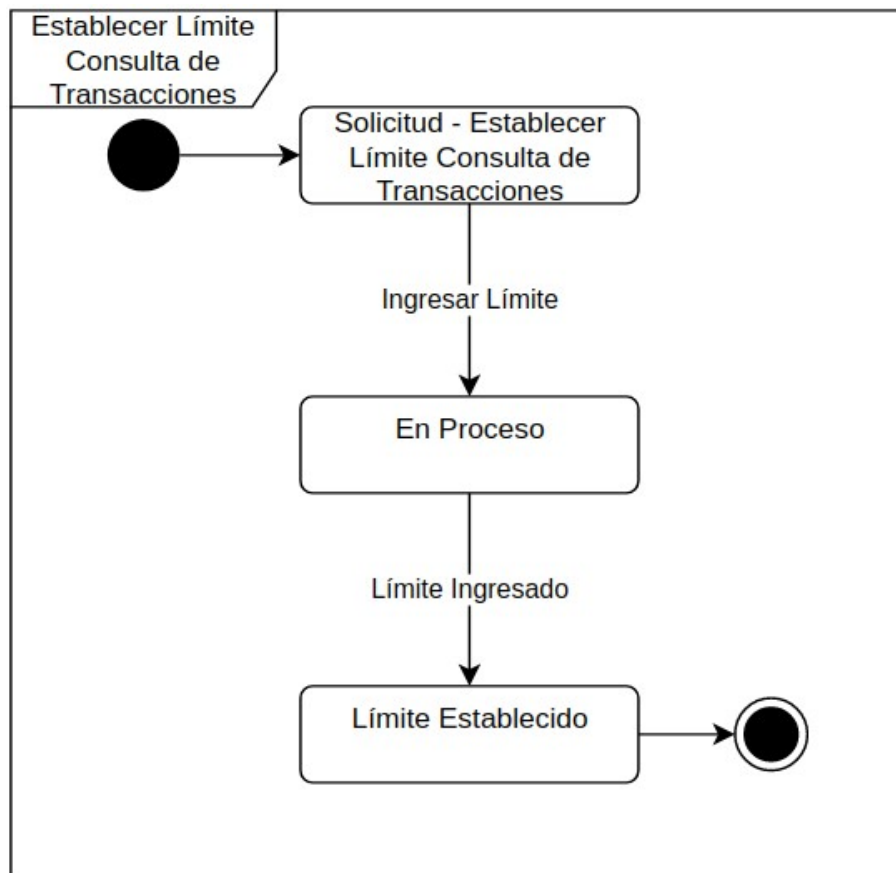 Establecer Límite
Consulta de
Transacciones
Solicitud - Establecer
Límite Consulta de
Transacciones
Ingresar Límite
En Proceso
Límite Ingresado
Límite Establecido